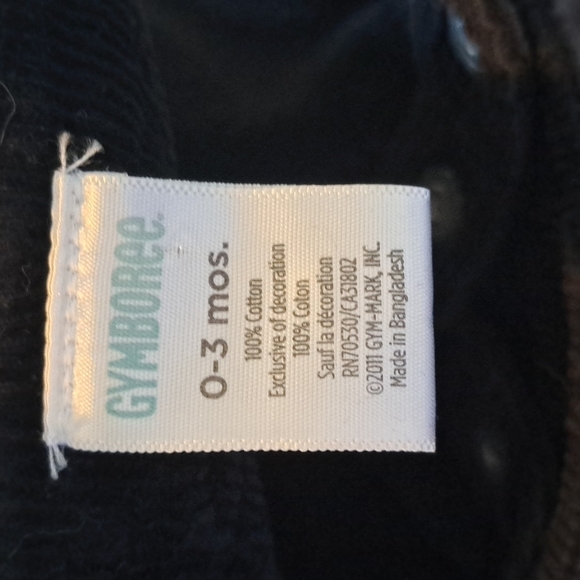 GYMBOREE.
0-3 mos.
100% Cotton
Exclusive of decoration
100% Coton
Sauf la decoration
RN70530/CA31802
©2011 GYM-MARK, INC.
Made in Bangladesh